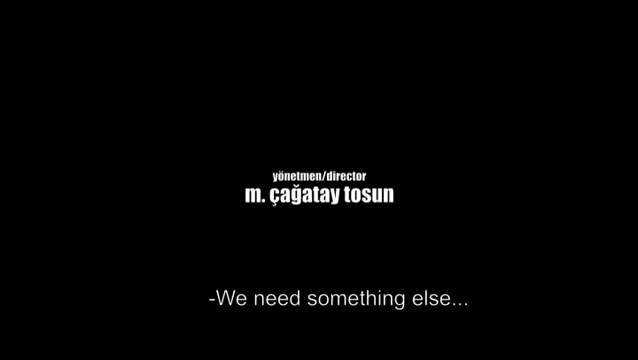 yönetmen/director
m. çağatay tosun
-We need something else...